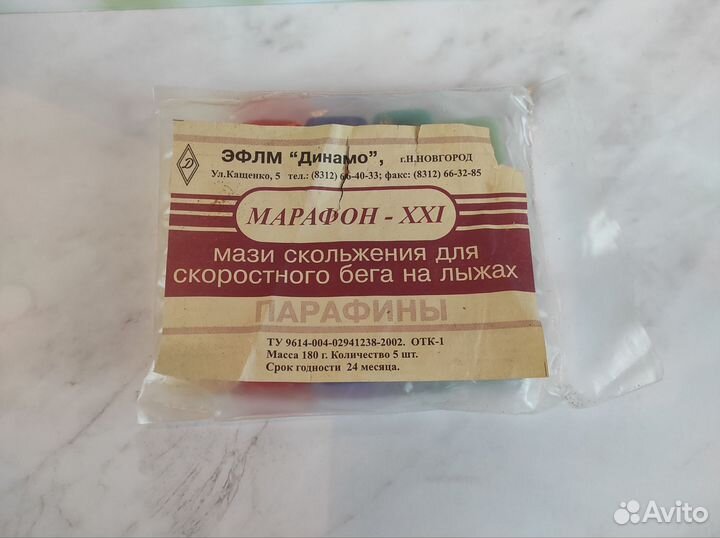 Д
ЭФЛМ "Динамо", г.Н.НОВГОРОД
Ул.Кащенко, 5 тел.: (8312) 66-40-33; факс: (8312) 66-32-85
МАРАФОН - XXI
мази скольжения для
скоростного бега на лыжах
ПАРАФИНЫ
ТУ 9614-004-02941238-2002. ОТК-1
Масса 180 г. Количество 5 шт.
Срок годности 24 месяца.
Avito